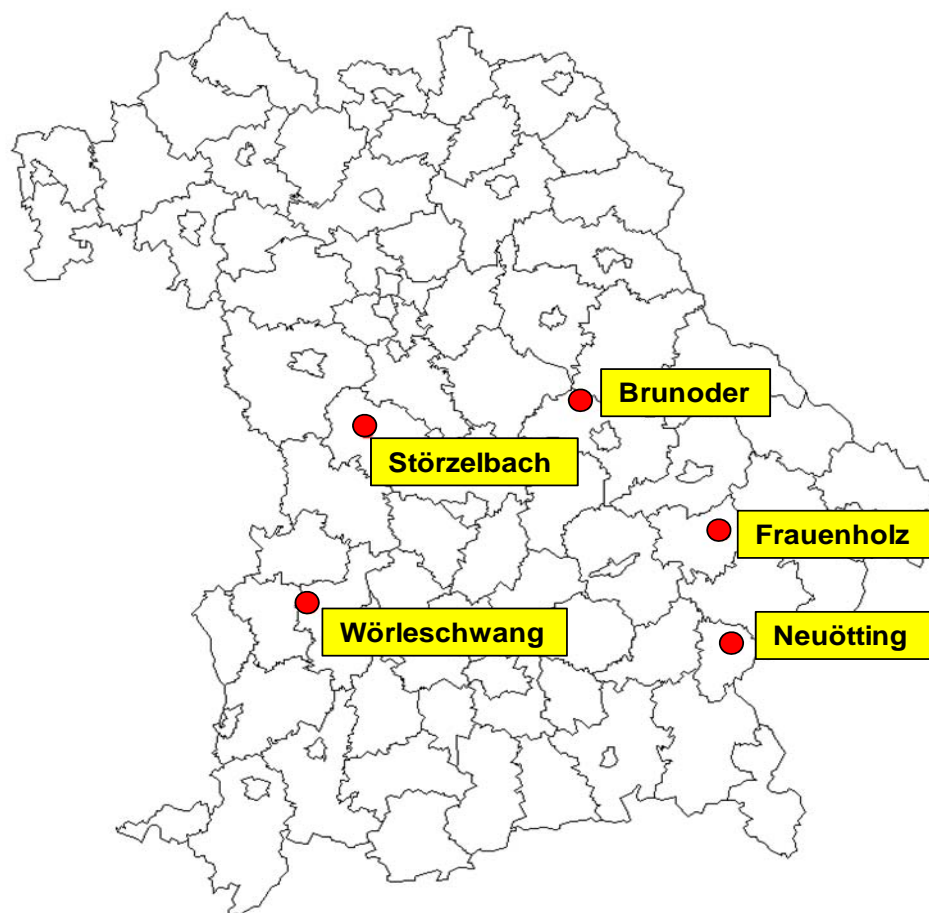 Brunoder
Störzelbach
Frauenholz
Wörleschwang
Neuötting